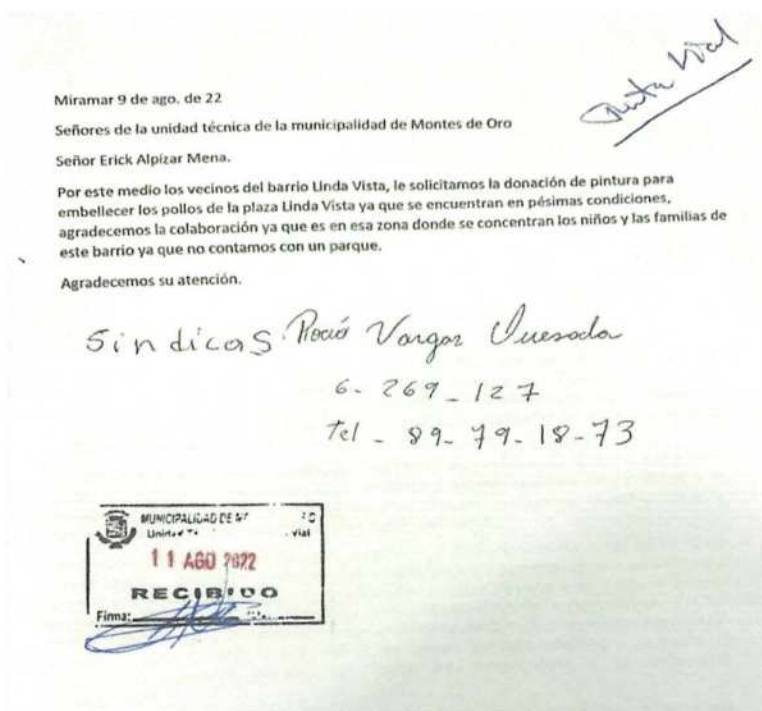 Junta Vial
Miramar 9 de ago. de 22
Señores de la unidad técnica de la municipalidad de Montes de Oro
Señor Erick Alpízar Mena.
Por este medio los vecinos del barrio Linda Vista, le solicitamos la donación de pintura para
embellecer los pollos de la plaza Linda Vista ya que se encuentran en pésimas condiciones,
agradecemos la colaboración ya que es en esa zona donde se concentran los niños y las familias de
este barrio ya que no contamos con un parque.
Agradecemos su atención.
Sindicas Rocio Vargas Quesada
6-269-127
Tel - 89-79-18-73
MUNICIPALIDAD DE
Vial
11 AGO 2022
RECIBIDO
Firma: